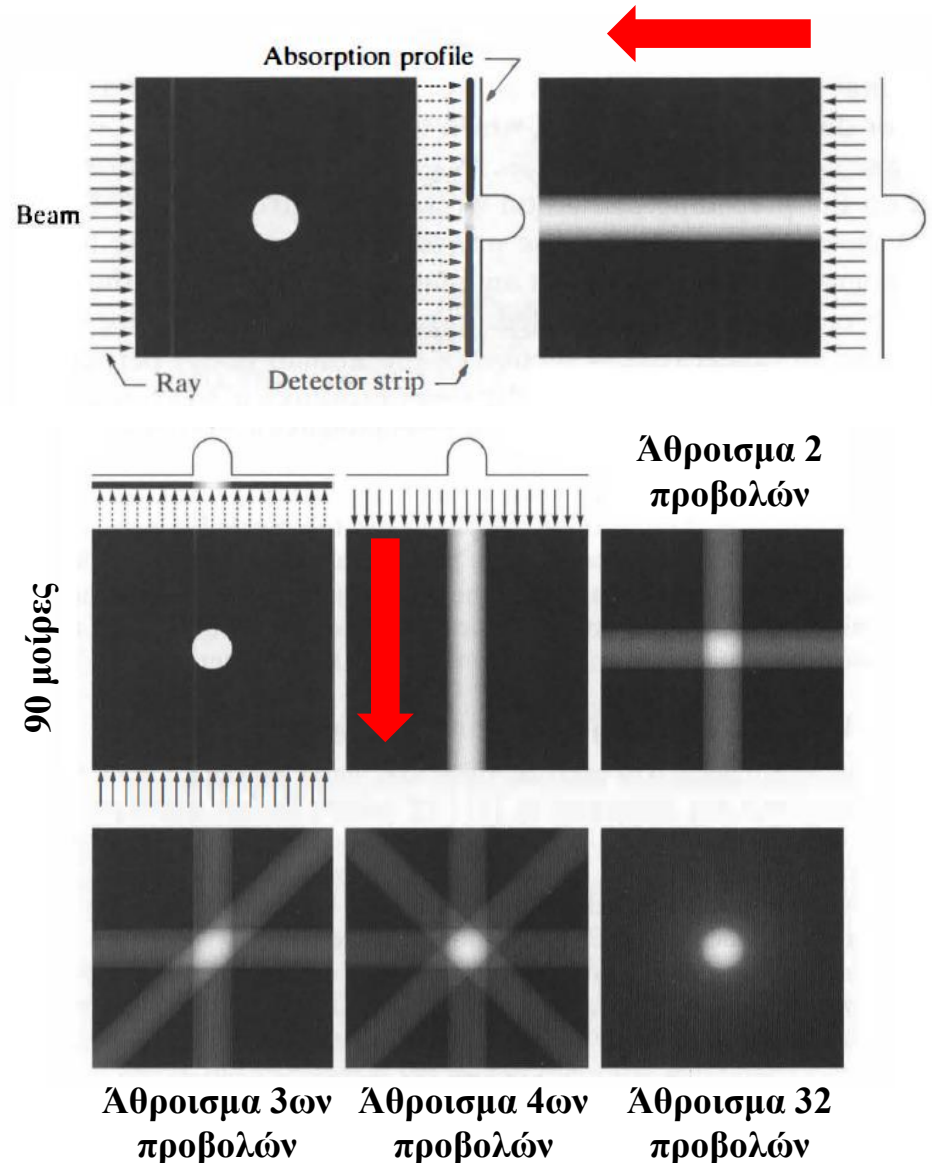 Absorption profile
Beam
Ray
Detector strip
Άθροισμα 2
προβολών
90 μοίρες
Άθροισμα 3ων
προβολών
Άθροισμα 4ων
προβολών
Άθροισμα 32
προβολών